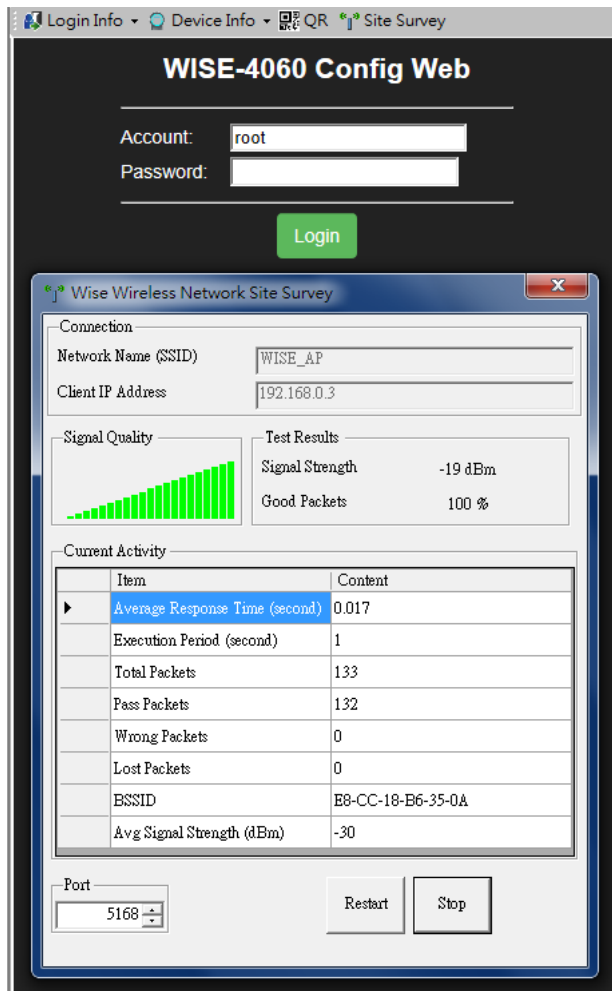 Login Info Device Info QR Site Survey
WISE-4060 Config Web
Account: root
Password:
Login
Wise Wireless Network Site Survey
Connection
Network Name (SSID) WISE_AP
Client IP Address 192.168.0.3
Signal Quality Test Results
Signal Strength -19 dBm
Good Packets 100 %
Current Activity
Item Content
Average Response Time (second) 0.017
Execution Period (second) 1
Total Packets 133
Pass Packets 132
Wrong Packets 0
Lost Packets 0
BSSID E8-CC-18-B6-35-0A
Avg Signal Strength (dBm) -30
Port
5168 Restart Stop